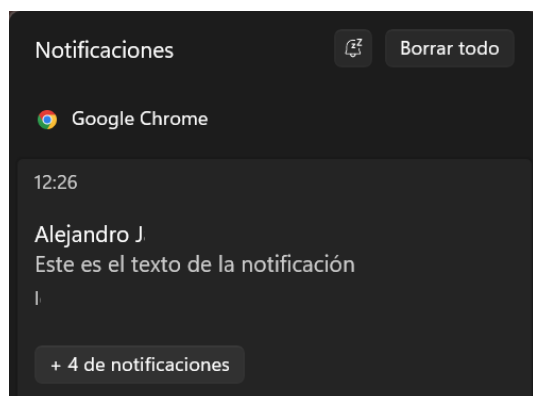 Notificaciones
Borrar todo
Google Chrome
12:26
Alejandro J
Este es el texto de la notificación
+ 4 de notificaciones